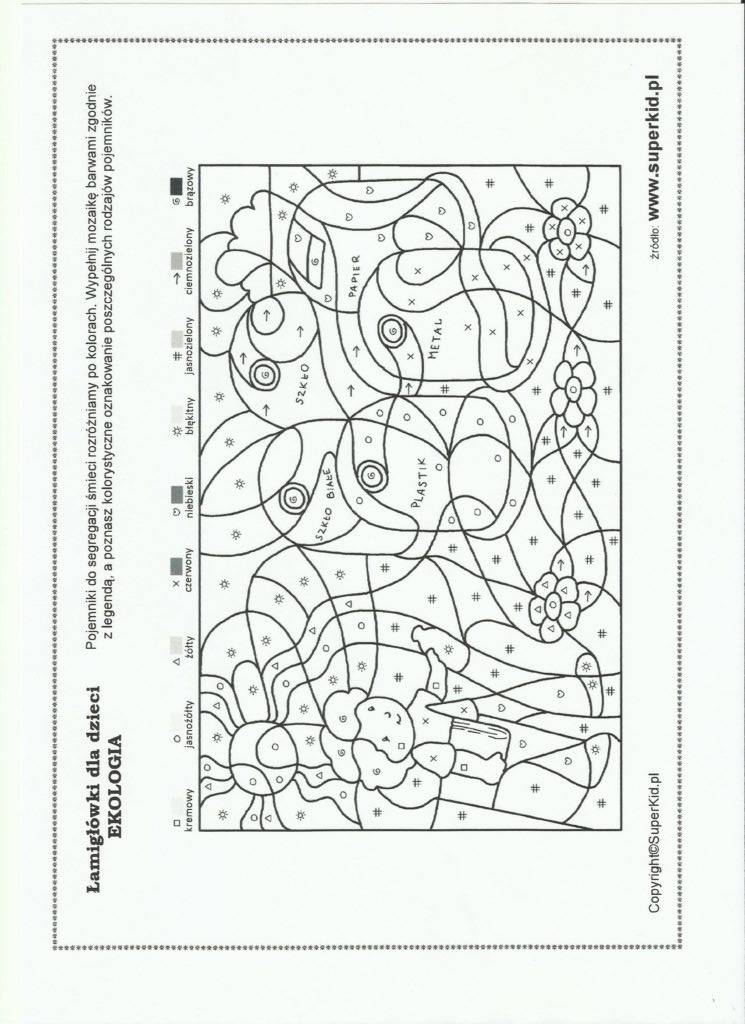 Łamigłówki dla dzieci
EKOLOGIA
Pojemniki do segregacji śmieci rozróżniamy po kolorach. Wypełnij mozaikę barwami zgodnie
z legendą, a poznasz kolorystyczne oznakowanie poszczególnych rodzajów pojemników.
kremowy
jasnożółty
żółty
czerwony
niebieski
błękitny
jasnozielony
ciemnozielony
brązowy
SZKŁO
SZKŁO BIAŁE
PAPIER
PLASTIK
METAL
Copyright©SuperKid.pl
źródło: www.superkid.pl